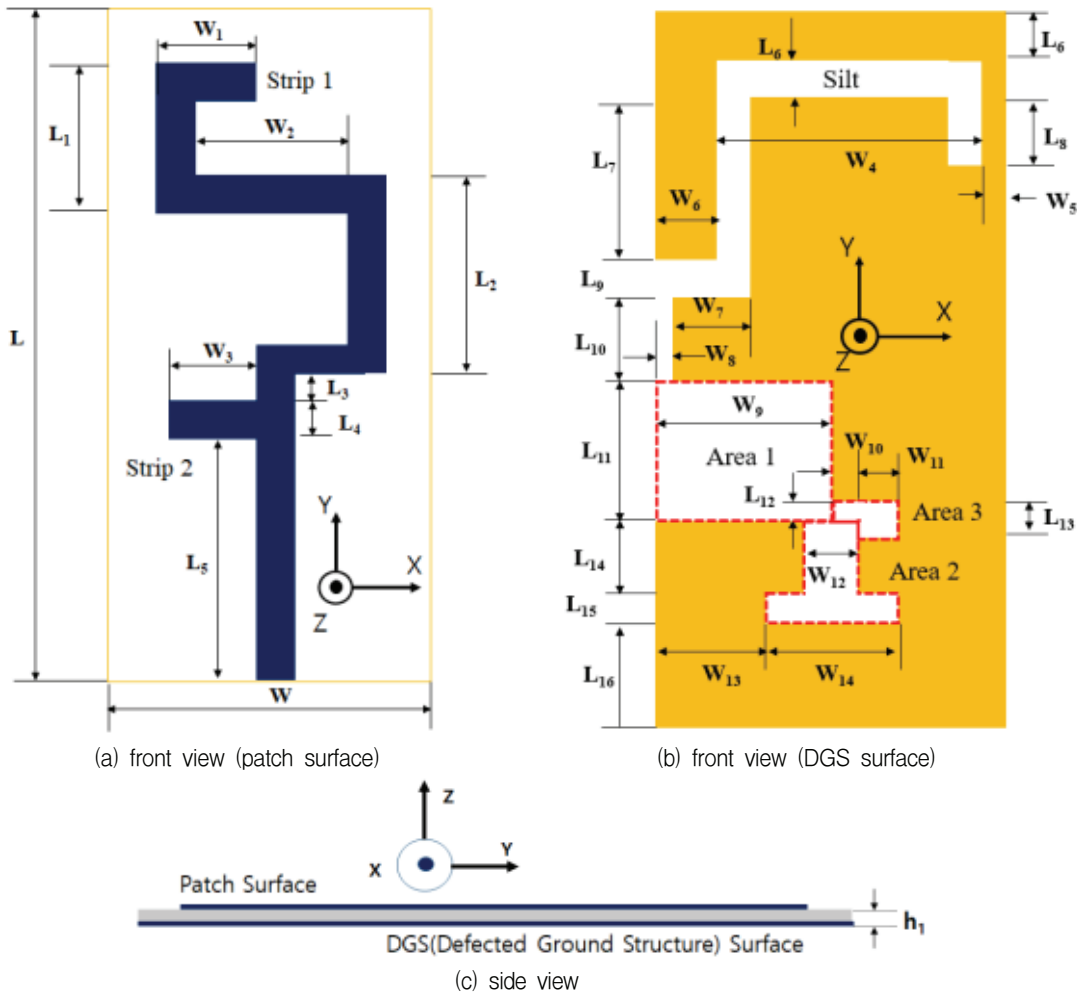 W₁
Strip 1
L₁
W₂
L₂
L
W₃
L₃
L₄
Strip 2
L₅
Y
X
Z
W
(a) front view (patch surface)
L₆
L₆
Silt
L₇
W₄
L₈
W₆
W₅
L₉
Y
X
Z
W₇
L₁₀
W₈
W₉
L₁₁
Area 1
W₁₀
W₁₁
L₁₂
Area 3
L₁₃
L₁₄
W₁₂
Area 2
L₁₅
W₁₃
W₁₄
L₁₆
(b) front view (DGS surface)
Z
X
Y
Patch Surface
h₁
DGS(Defected Ground Structure) Surface
(c) side view